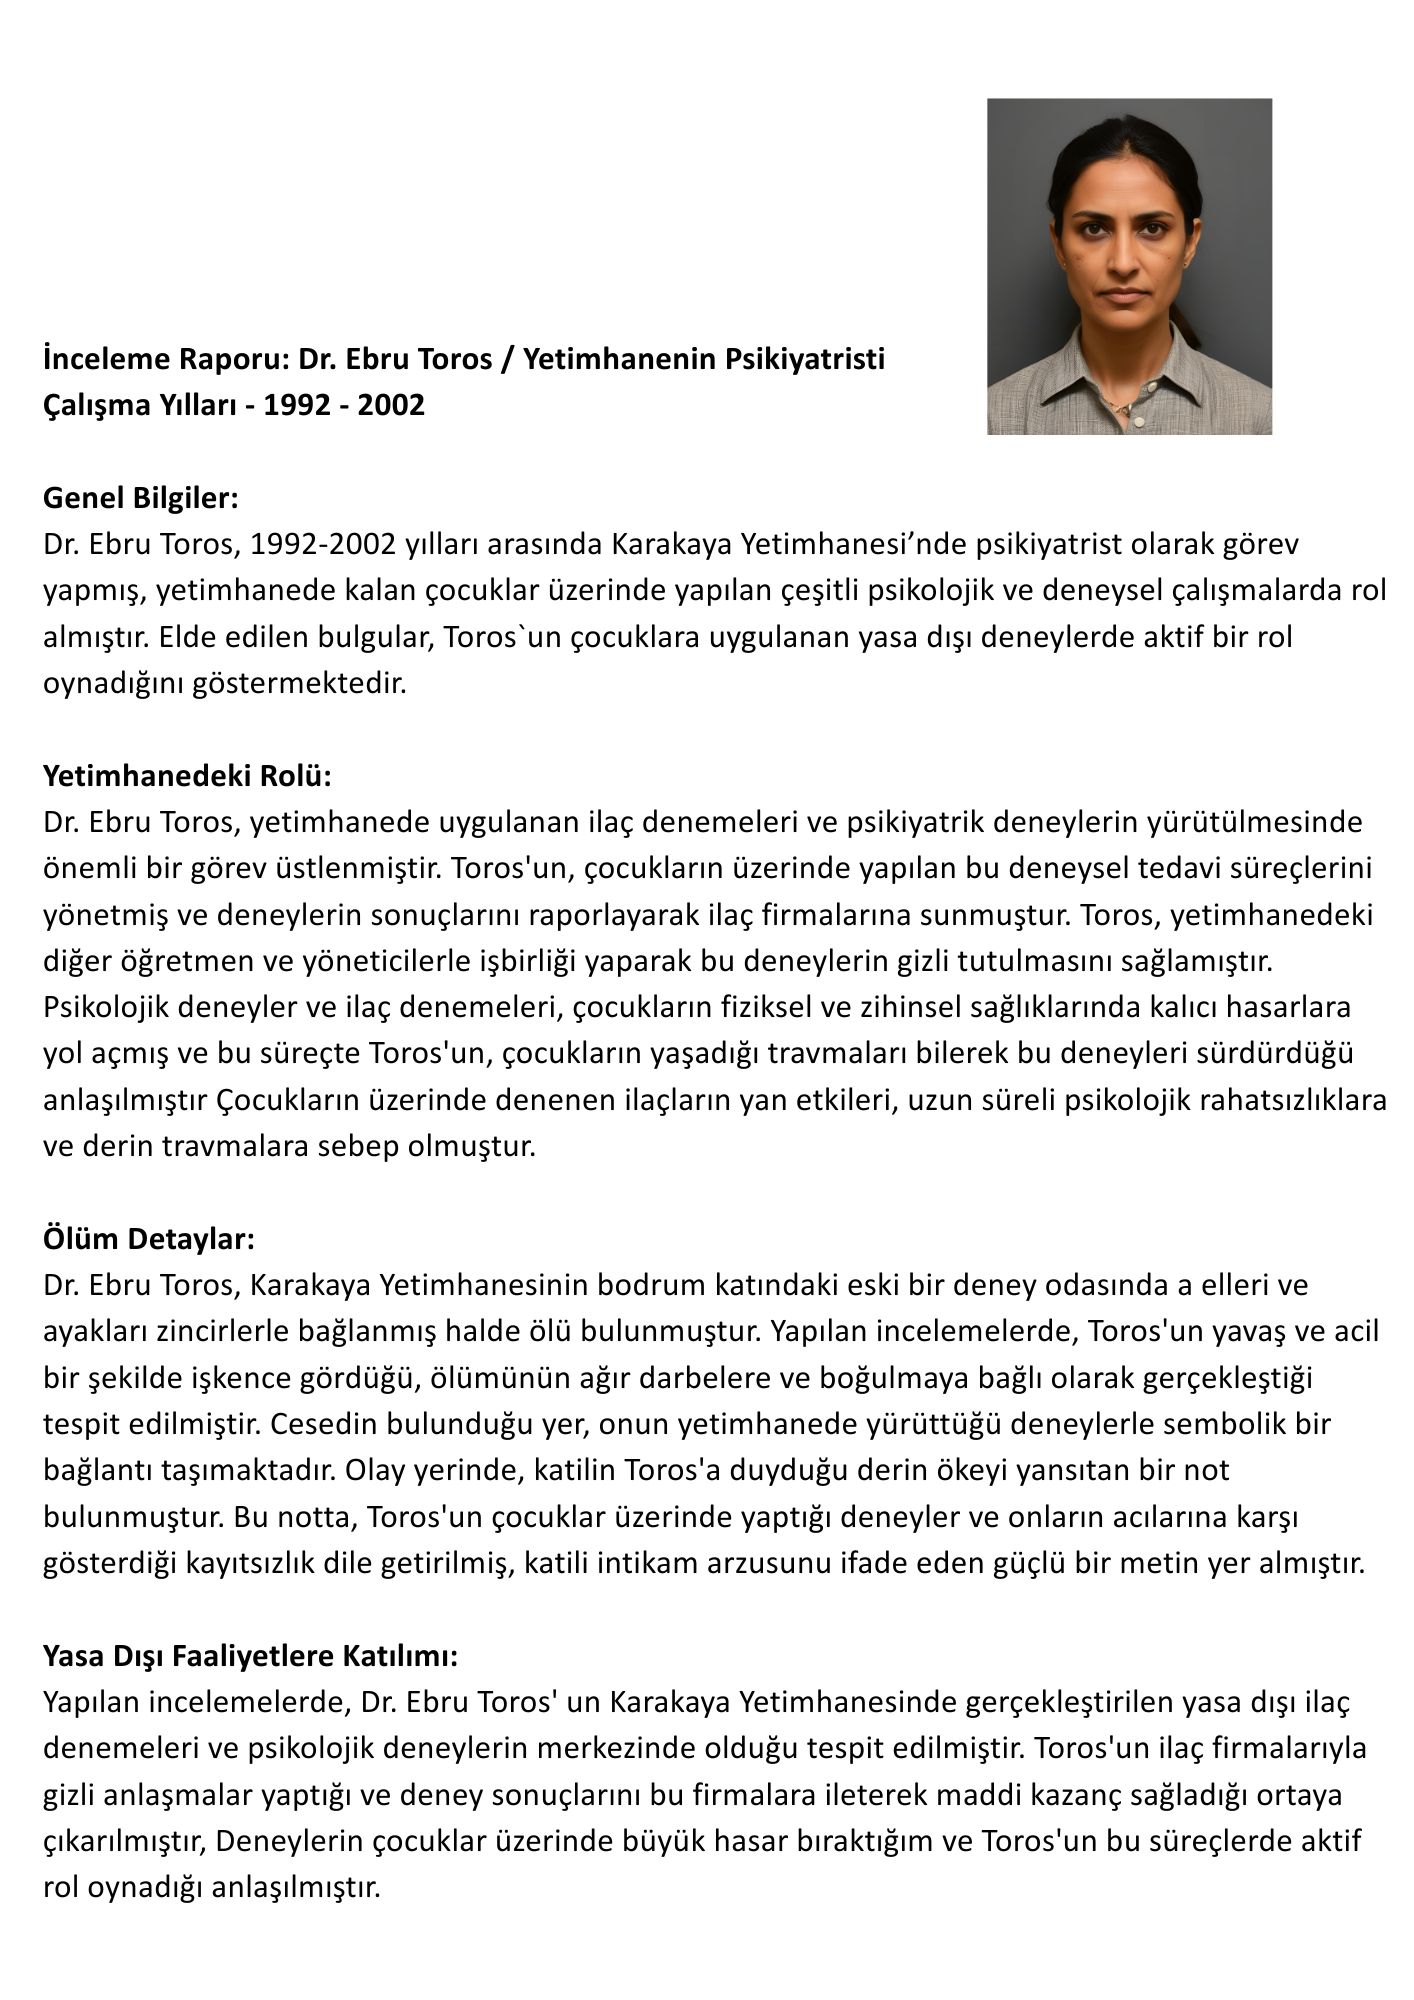 İnceleme Raporu: Dr. Ebru Toros / Yetimhanenin Psikiyatristi
Çalışma Yılları - 1992 - 2002
Genel Bilgiler:
Dr. Ebru Toros, 1992-2002 yılları arasında Karakaya Yetimhanesi’nde psikiyatrist olarak görev
yapmış, yetimhanede kalan çocuklar üzerinde yapılan çeşitli psikolojik ve deneysel çalışmalarda rol
almıştır. Elde edilen bulgular, Toros`un çocuklara uygulanan yasa dışı deneylerde aktif bir rol
oynadığını göstermektedir.
Yetimhanedeki Rolü:
Dr. Ebru Toros, yetimhanede uygulanan ilaç denemeleri ve psikiyatrik deneylerin yürütülmesinde
önemli bir görev üstlenmiştir. Toros'un, çocukların üzerinde yapılan bu deneysel tedavi süreçlerini
yönetmiş ve deneylerin sonuçlarını raporlayarak ilaç firmalarına sunmuştur. Toros, yetimhanedeki
diğer öğretmen ve yöneticilerle işbirliği yaparak bu deneylerin gizli tutulmasını sağlamıştır.
Psikolojik deneyler ve ilaç denemeleri, çocukların fiziksel ve zihinsel sağlıklarında kalıcı hasarlara
yol açmış ve bu süreçte Toros'un, çocukların yaşadığı travmaları bilerek bu deneyleri sürdürdüğü
anlaşılmıştır Çocukların üzerinde denenen ilaçların yan etkileri, uzun süreli psikolojik rahatsızlıklara
ve derin travmalara sebep olmuştur.
Ölüm Detaylar:
Dr. Ebru Toros, Karakaya Yetimhanesinin bodrum katındaki eski bir deney odasında a elleri ve
ayakları zincirlerle bağlanmış halde ölü bulunmuştur. Yapılan incelemelerde, Toros'un yavaş ve acil
bir şekilde işkence gördüğü, ölümünün ağır darbelere ve boğulmaya bağlı olarak gerçekleştiği
tespit edilmiştir. Cesedin bulunduğu yer, onun yetimhanede yürüttüğü deneylerle sembolik bir
bağlantı taşımaktadır. Olay yerinde, katilin Toros'a duyduğu derin ökeyi yansıtan bir not
bulunmuştur. Bu notta, Toros'un çocuklar üzerinde yaptığı deneyler ve onların acılarına karşı
gösterdiği kayıtsızlık dile getirilmiş, katili intikam arzusunu ifade eden güçlü bir metin yer almıştır.
Yasa Dışı Faaliyetlere Katılımı:
Yapılan incelemelerde, Dr. Ebru Toros' un Karakaya Yetimhanesinde gerçekleştirilen yasa dışı ilaç
denemeleri ve psikolojik deneylerin merkezinde olduğu tespit edilmiştir. Toros'un ilaç firmalarıyla
gizli anlaşmalar yaptığı ve deney sonuçlarını bu firmalara ileterek maddi kazanç sağladığı ortaya
çıkarılmıştır, Deneylerin çocuklar üzerinde büyük hasar bıraktığım ve Toros'un bu süreçlerde aktif
rol oynadığı anlaşılmıştır.